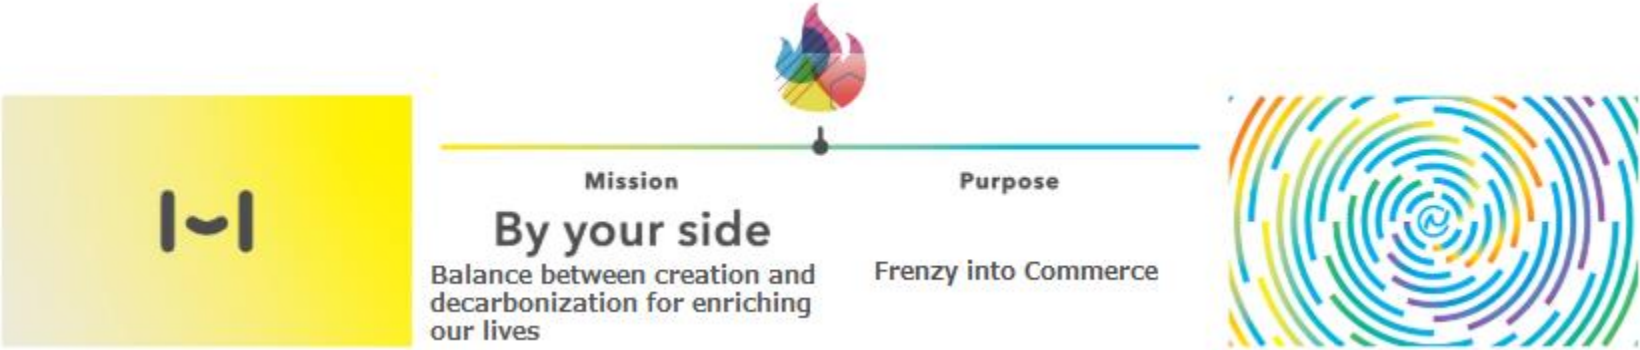 Mission
By your side
Balance between creation and
decarbonization for enriching
our lives
Purpose
Frenzy into Commerce